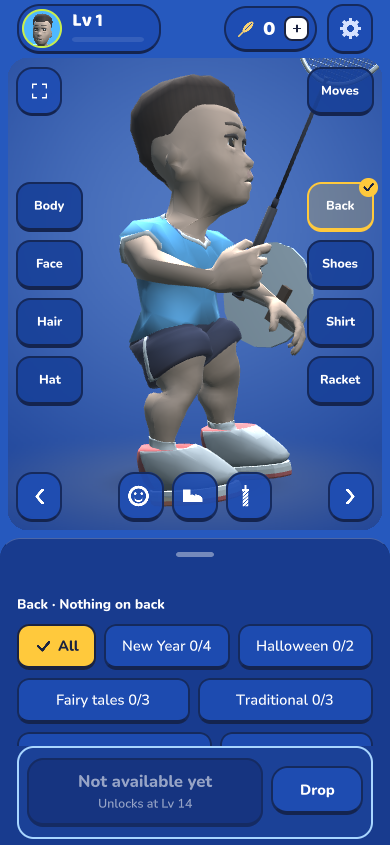 Lv 1
0
+
Moves
Body
Back
Face
Shoes
Hair
Shirt
Hat
Racket
Back · Nothing on back
All
New Year 0/4
Halloween 0/2
Fairy tales 0/3
Traditional 0/3
Not available yet
Unlocks at Lv 14
Drop